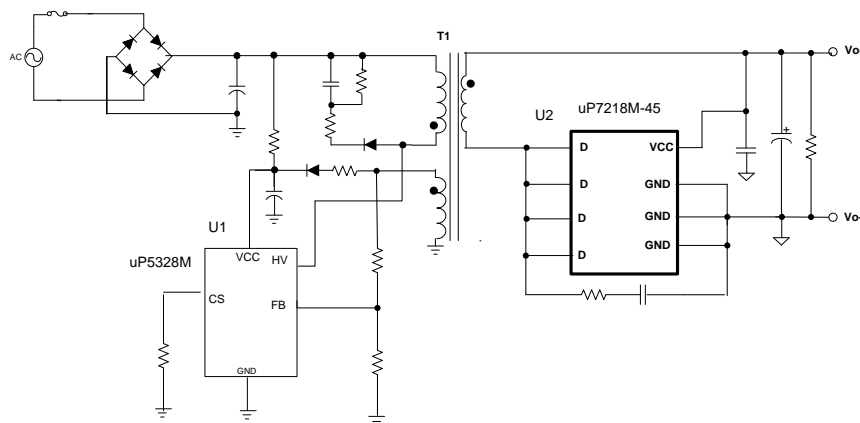 T1
Vo
AC
U2
uP7218M-45
D
VCC
D
GND
D
GND
Vo-
D
GND
U1
uP5328M
VCC
HV
CS
FB
GND
+